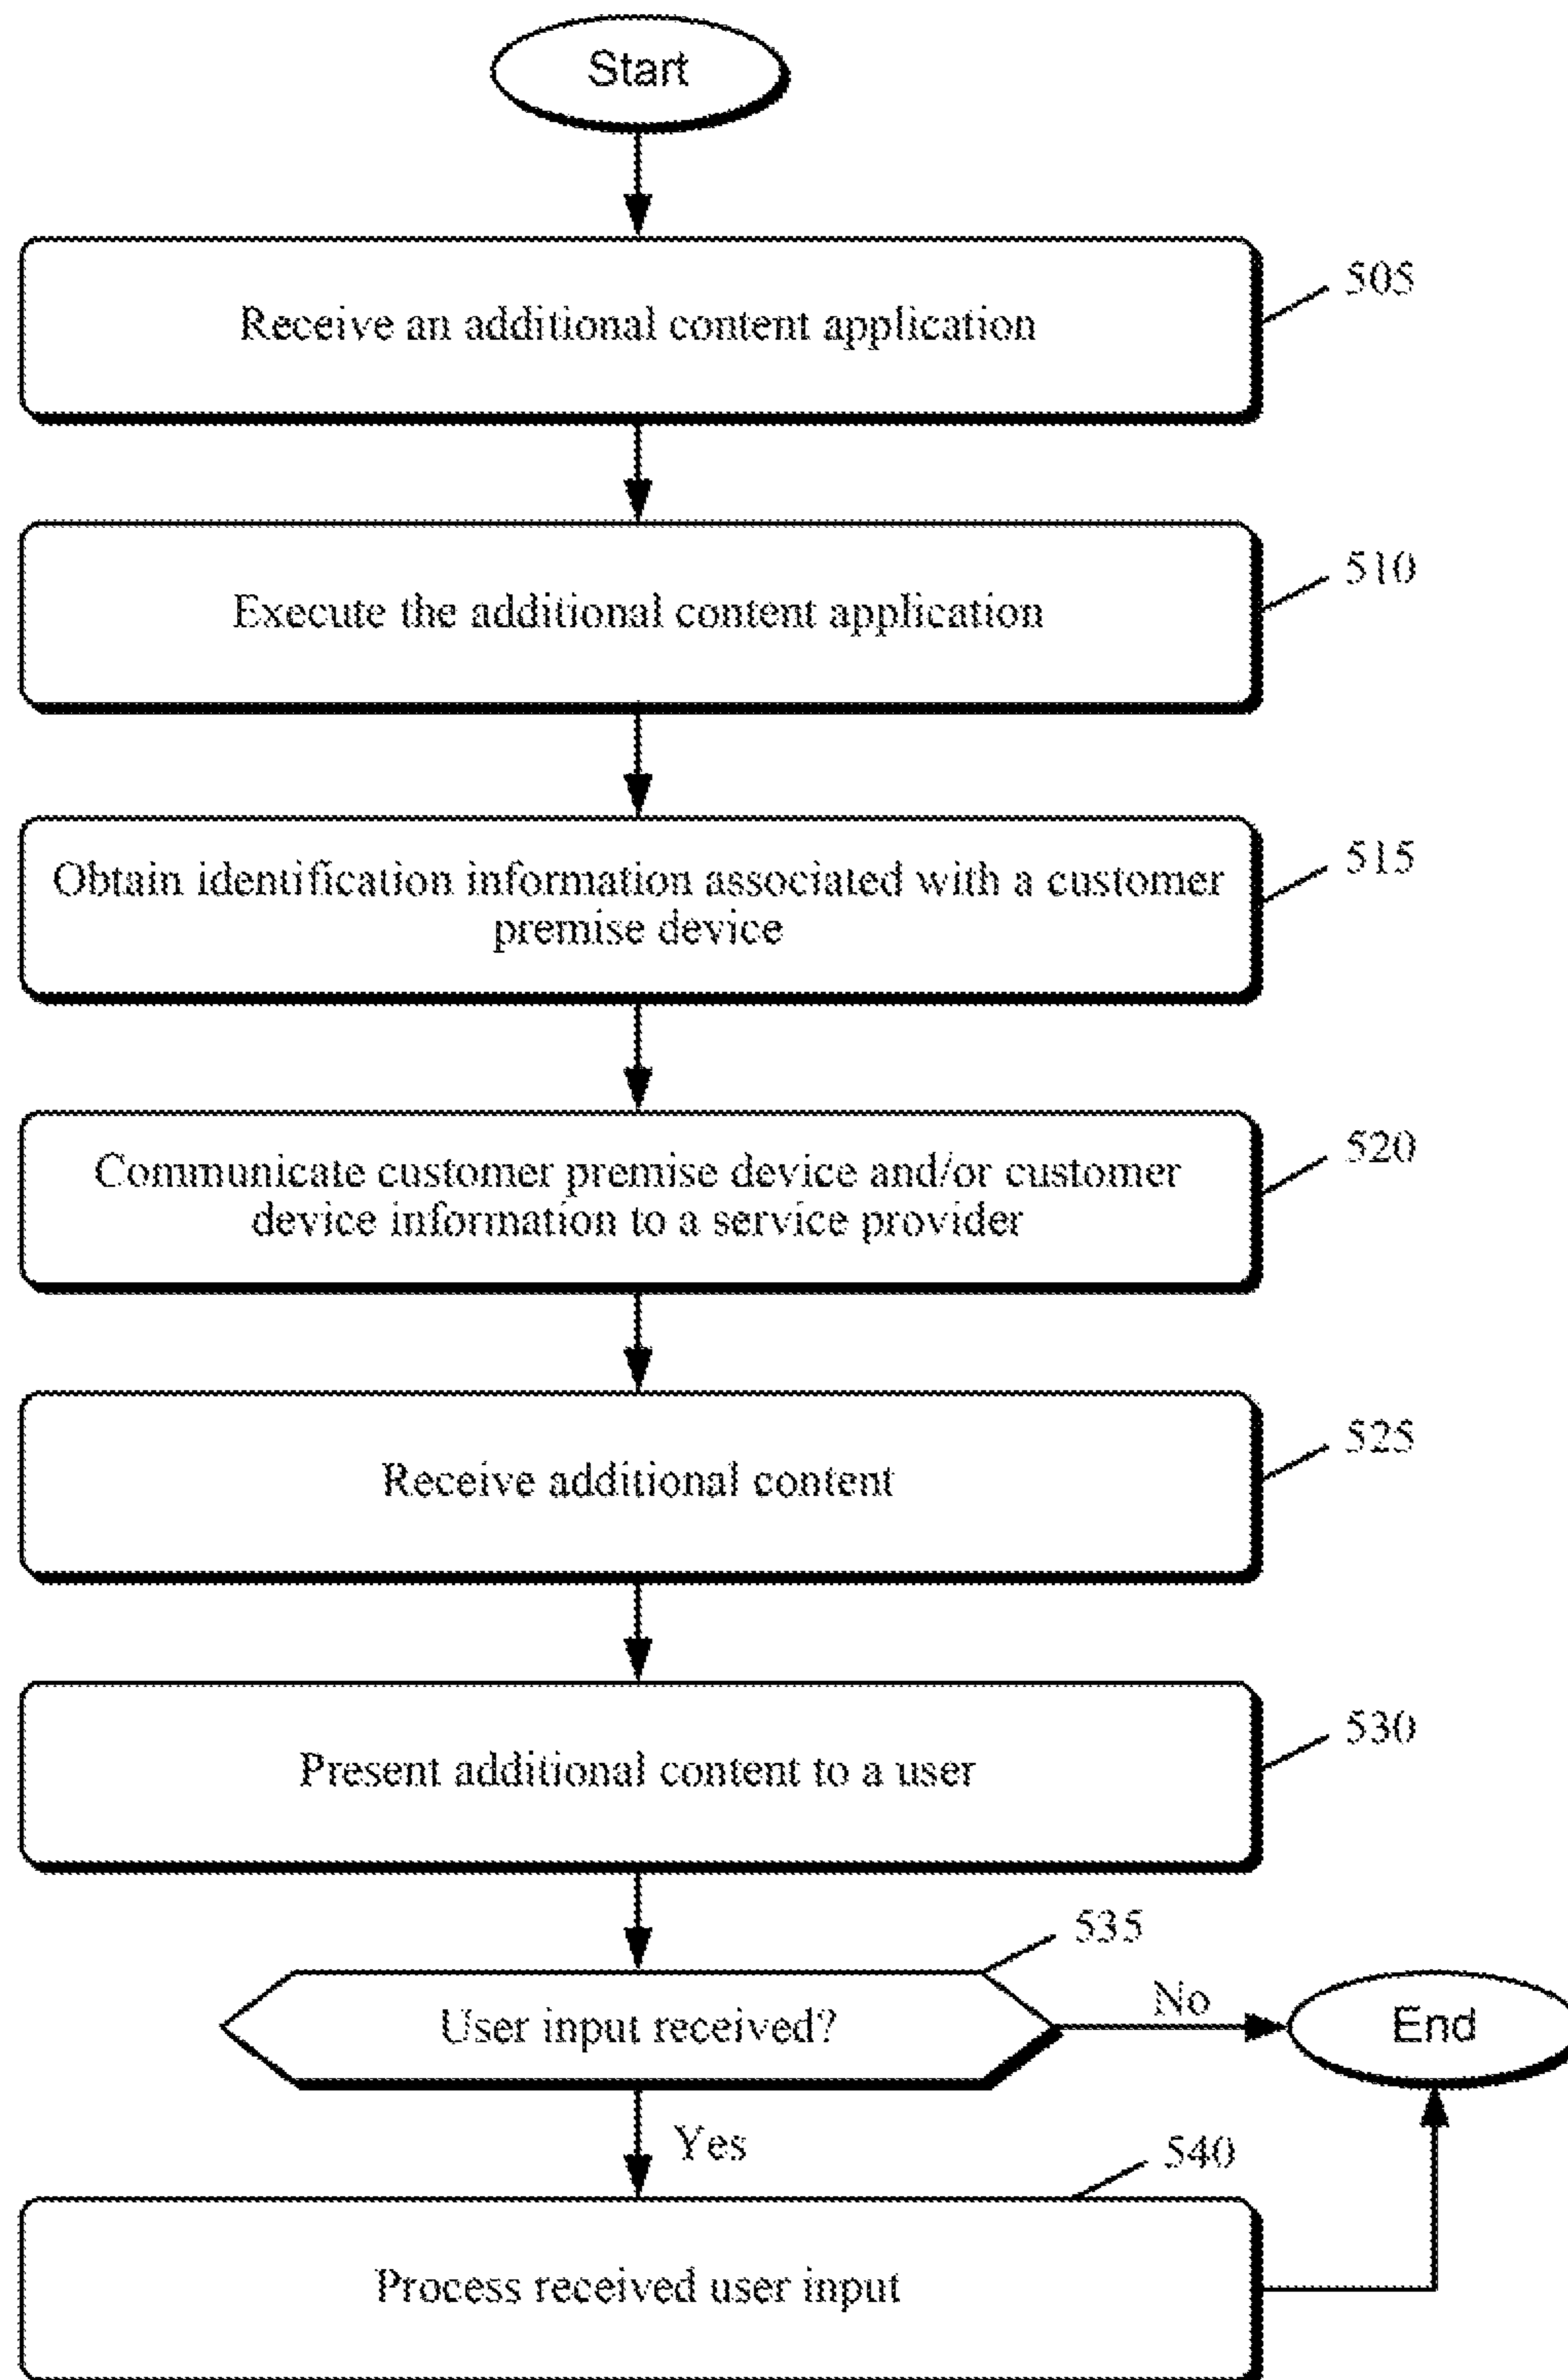 Start
505
Receive an additional content application
510
Execute the additional content application
515
Obtain identification information associated with a customer
premise device
520
Communicate customer premise device and/or customer
device information to a service provider
525
Receive additional content
530
Present additional content to a user
535
User input received?
No
End
Yes
540
Process received user input